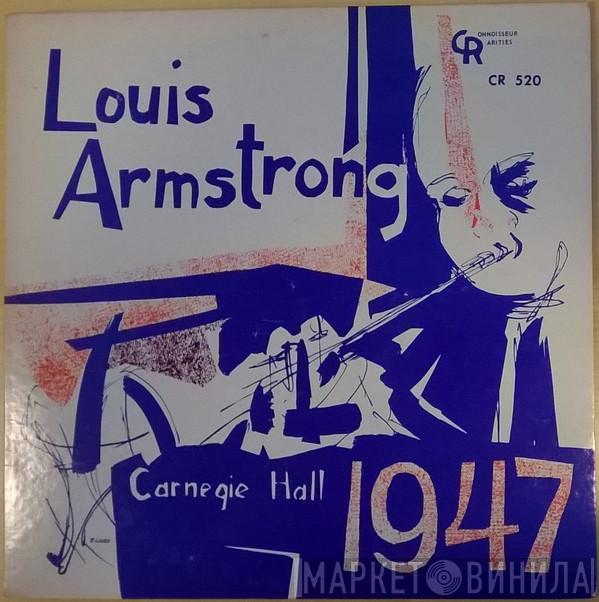 Louis
Armstrong
CR
ONNOISSEUR
ARITIES
CR 520
Carnegie Hall
1947
МАРКЕТ ВИНИЛА